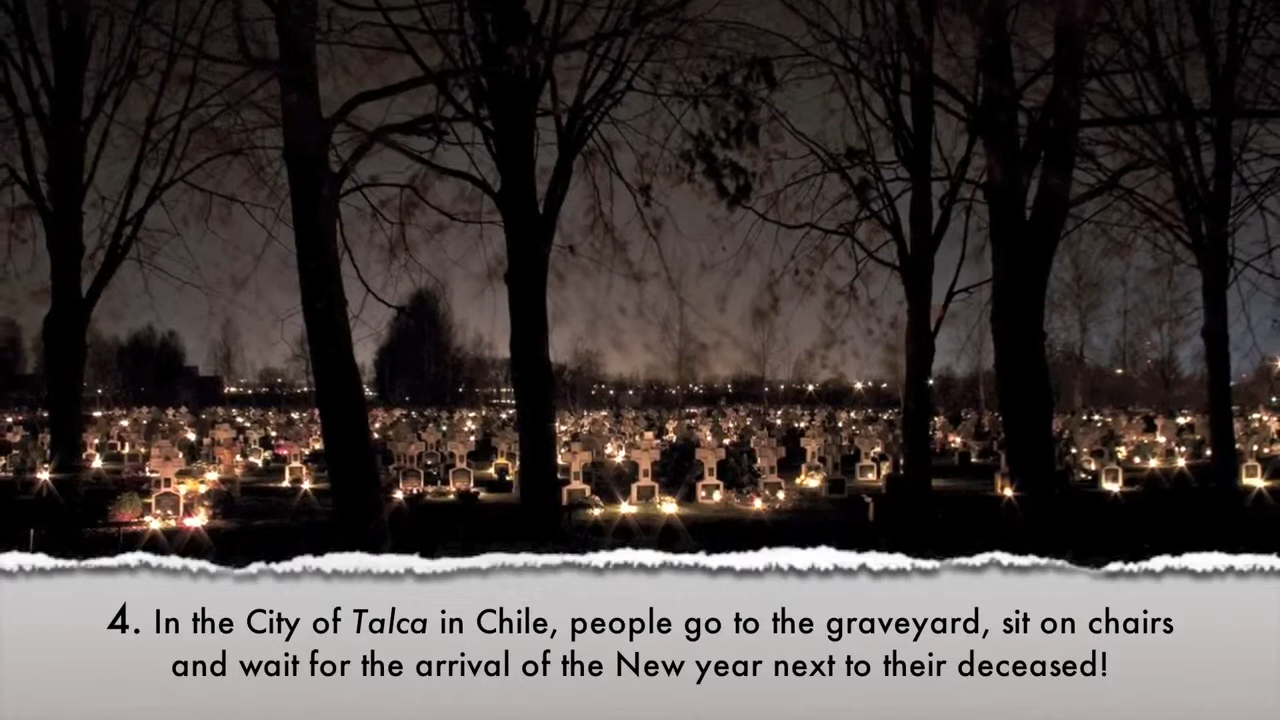 4. In the City of Talca in Chile, people go to the graveyard, sit on chairs
and wait for the arrival of the New year next to their deceased!